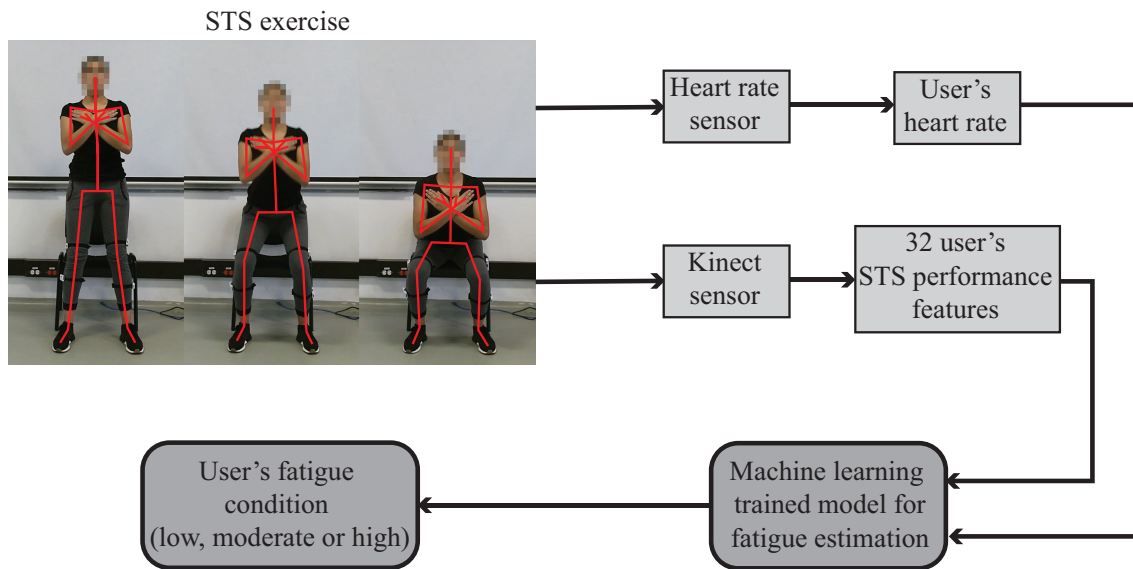 STS exercise
Heart rate
sensor
User's
heart rate
Kinect
sensor
32 user's
STS performance
features
User's fatigue
condition
(low, moderate or high)
Machine learning
trained model for
fatigue estimation